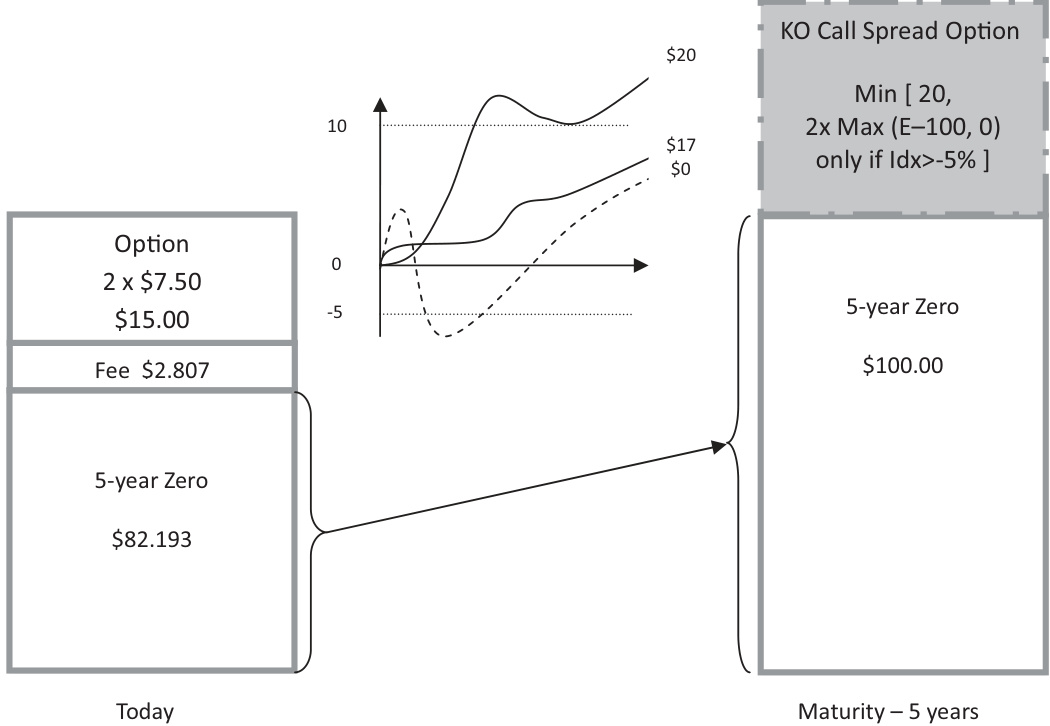 KO Call Spread Option
Min [ 20,
2x Max (E–100, 0)
only if Idx>-5% ]
$20
10
$17
$0
0
-5
Option
2 x $7.50
$15.00
Fee $2.807
5-year Zero
$82.193
5-year Zero
$100.00
Today
Maturity – 5 years